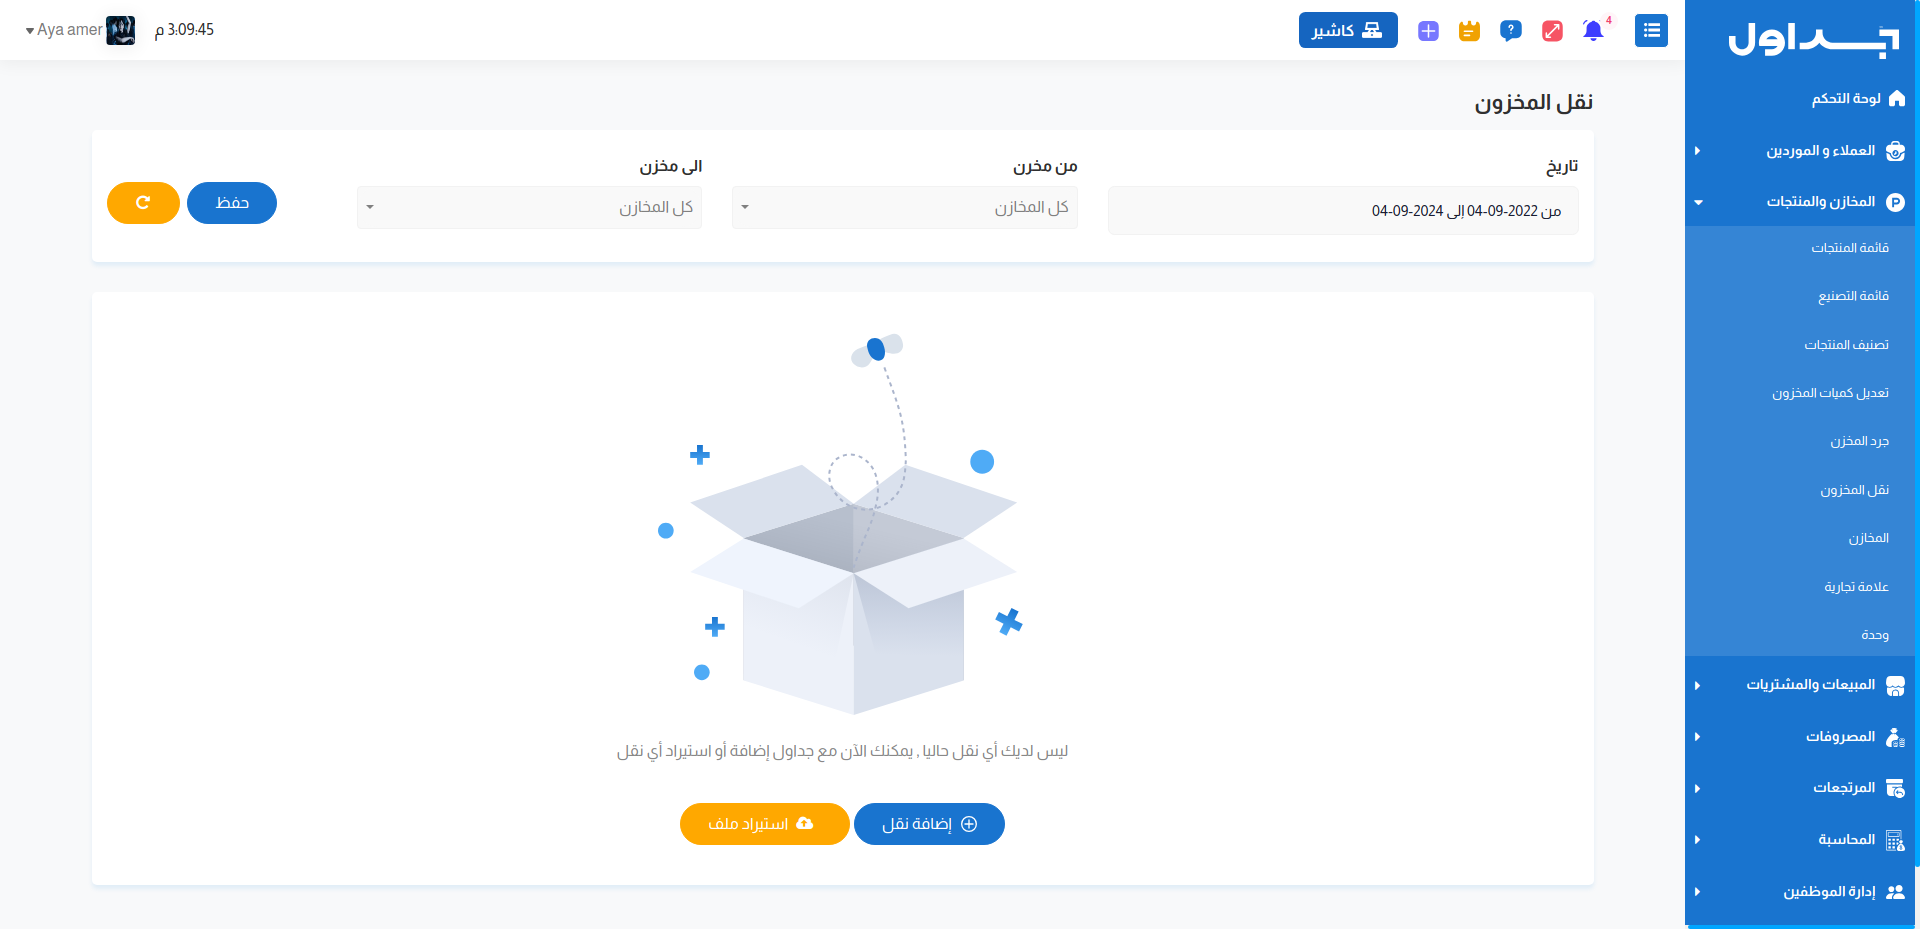 جداول
4
كاشير
3:09:45 م
Aya amer
لوحة التحكم
العملاء و الموردين
المخازن والمنتجات
قائمة المنتجات
قائمة التصنيع
تصنيف المنتجات
تعديل كميات المخزون
جرد المخزن
نقل المخزون
المخازن
علامة تجارية
وحدة
المبيعات والمشتريات
المصروفات
المرتجعات
المحاسبة
إدارة الموظفين
نقل المخزون
تاريخ
من مخرن
الى مخزن
من 2022-09-04 إلى 2024-09-04
كل المخازن
كل المخازن
حفظ
ليس لديك أي نقل حاليا , يمكنك الآن مع جداول إضافة أو استيراد أي نقل
إضافة نقل
استيراد ملف